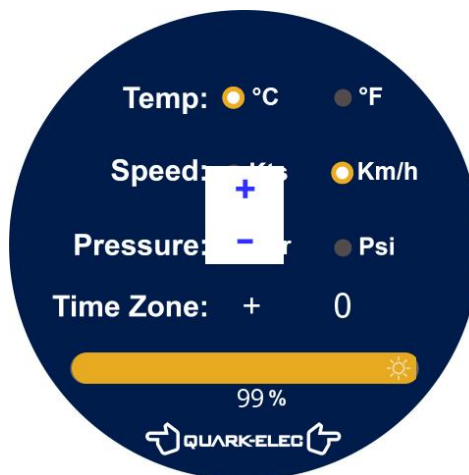 Temp: °C °F
Speed: Km/h
+
Pressure: Psi
-
Time Zone: + 0
99 %
QUARK-ELEC